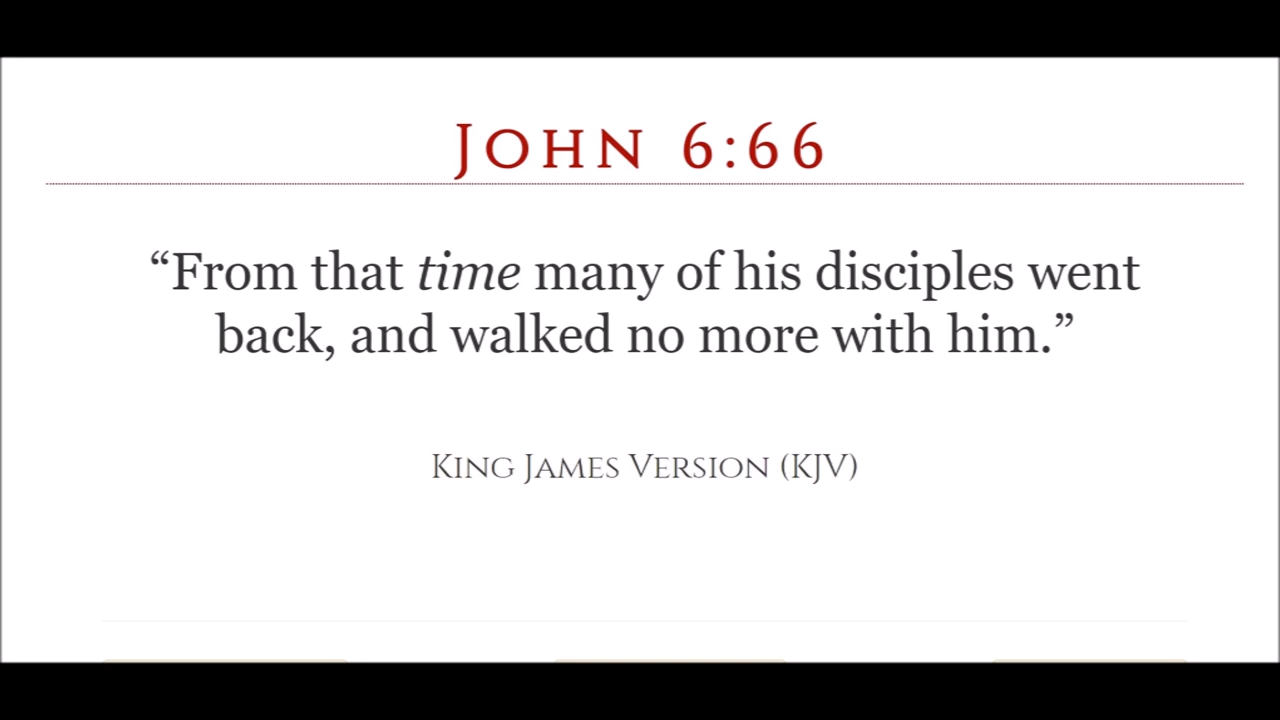 John 6:66
“From that time many of his disciples went
back, and walked no more with him.”
King James Version (KJV)